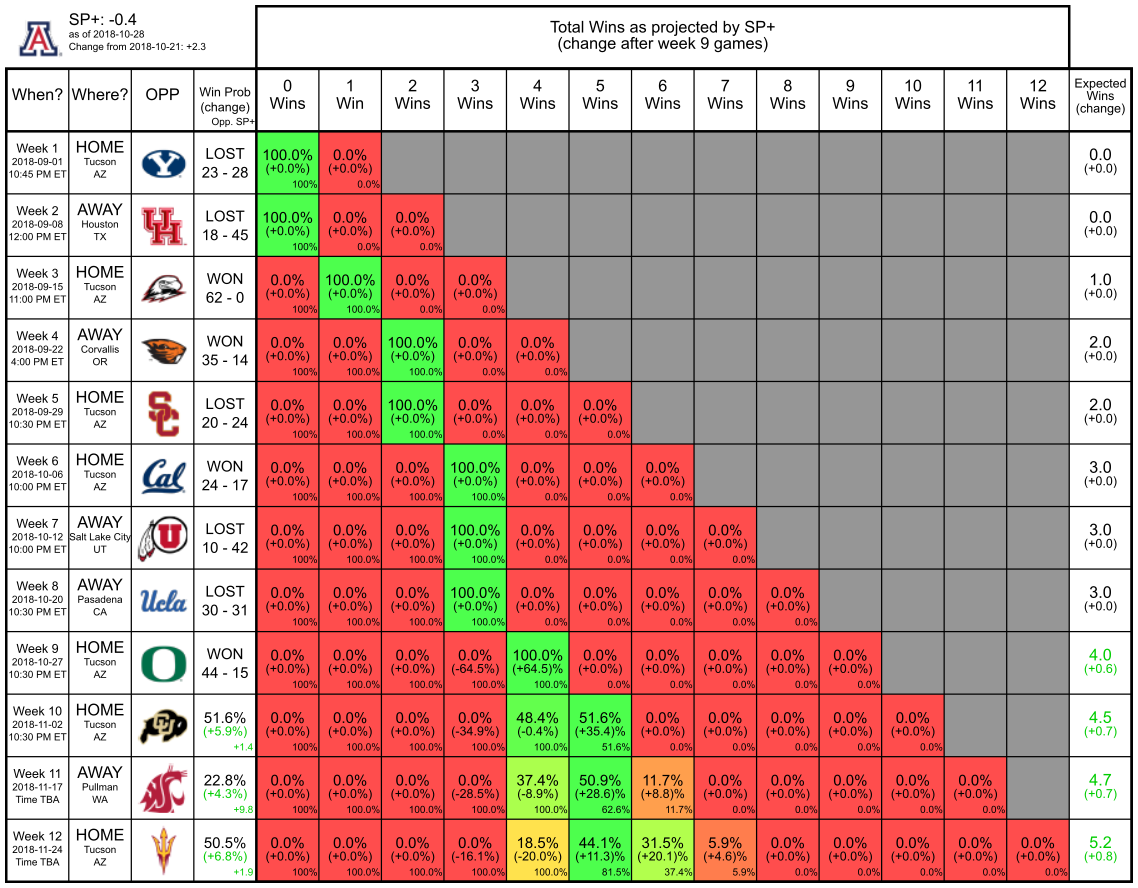 SP+: -0.4
as of 2018-10-28
Change from 2018-10-21: +2.3
Total Wins as projected by SP+
(change after week 9 games)
When? Where? OPP Win Prob (change) Opp. SP+ 0 Wins 1 Win 2 Wins 3 Wins 4 Wins 5 Wins 6 Wins 7 Wins 8 Wins 9 Wins 10 Wins 11 Wins 12 Wins Expected Wins (change)
Week 1 HOME LOST 100.0% 0.0% 0.0
2018-09-01 Tucson Y (+0.0%) (+0.0%) (+0.0)
10:45 PM ET AZ 23 - 28 100% 0.0%
Week 2 AWAY LOST 100.0% 0.0% 0.0% 0.0
2018-09-08 Houston UH (+0.0%) (+0.0%) (+0.0%) (+0.0)
12:00 PM ET TX 18 - 45 100% 0.0% 0.0%
Week 3 HOME WON 0.0% 100.0% 0.0% 0.0% 1.0
2018-09-15 Tucson (+0.0%) (+0.0%) (+0.0%) (+0.0%) (+0.0)
11:00 PM ET AZ 62 - 0 100% 100.0% 0.0% 0.0%
Week 4 AWAY WON 0.0% 0.0% 100.0% 0.0% 0.0% 2.0
2018-09-22 Corvallis (+0.0%) (+0.0%) (+0.0%) (+0.0%) (+0.0%) (+0.0)
4:00 PM ET OR 35 - 14 100% 100.0% 100.0% 0.0% 0.0%
Week 5 HOME LOST 0.0% 0.0% 100.0% 0.0% 0.0% 0.0% 2.0
2018-09-29 Tucson SC (+0.0%) (+0.0%) (+0.0%) (+0.0%) (+0.0%) (+0.0%) (+0.0)
10:30 PM ET AZ 20 - 24 100% 100.0% 100.0% 0.0% 0.0% 0.0%
Week 6 HOME WON 0.0% 0.0% 0.0% 100.0% 0.0% 0.0% 0.0% 3.0
2018-10-06 Tucson Cal (+0.0%) (+0.0%) (+0.0%) (+0.0%) (+0.0%) (+0.0%) (+0.0%) (+0.0)
10:00 PM ET AZ 24 - 17 100% 100.0% 100.0% 100.0% 0.0% 0.0% 0.0%
Week 7 AWAY LOST 0.0% 0.0% 0.0% 100.0% 0.0% 0.0% 0.0% 0.0% 3.0
2018-10-12 Salt Lake City U (+0.0%) (+0.0%) (+0.0%) (+0.0%) (+0.0%) (+0.0%) (+0.0%) (+0.0%) (+0.0)
10:00 PM ET UT 10 - 42 100% 100.0% 100.0% 100.0% 0.0% 0.0% 0.0% 0.0%
Week 8 AWAY LOST 0.0% 0.0% 0.0% 100.0% 0.0% 0.0% 0.0% 0.0% 0.0% 3.0
2018-10-20 Pasadena Ucla (+0.0%) (+0.0%) (+0.0%) (+0.0%) (+0.0%) (+0.0%) (+0.0%) (+0.0%) (+0.0%) (+0.0)
10:30 PM ET CA 30 - 31 100% 100.0% 100.0% 100.0% 0.0% 0.0% 0.0% 0.0% 0.0%
Week 9 HOME WON 0.0% 0.0% 0.0% 0.0% 100.0% 0.0% 0.0% 0.0% 0.0% 0.0% 4.0
2018-10-27 Tucson O (+0.0%) (+0.0%) (+0.0%) (-64.5%) (+64.5)% (+0.0%) (+0.0%) (+0.0%) (+0.0%) (+0.0%) (+0.6)
10:30 PM ET AZ 44 - 15 100% 100.0% 100.0% 100.0% 100.0% 0.0% 0.0% 0.0% 0.0% 0.0%
Week 10 HOME CU 51.6% 0.0% 0.0% 0.0% 0.0% 48.4% 51.6% 0.0% 0.0% 0.0% 0.0% 0.0% 4.5
2018-11-02 Tucson (+5.9%) (+0.0%) (+0.0%) (+0.0%) (-34.9%) (-0.4%) (+35.4)% (+0.0%) (+0.0%) (+0.0%) (+0.0%) (+0.0%) (+0.7)
10:30 PM ET AZ +1.4 100% 100.0% 100.0% 100.0% 100.0% 51.6% 0.0% 0.0% 0.0% 0.0% 0.0%
Week 11 AWAY 22.8% 0.0% 0.0% 0.0% 0.0% 37.4% 50.9% 11.7% 0.0% 0.0% 0.0% 0.0% 0.0% 4.7
2018-11-17 Pullman (+4.3%) (+0.0%) (+0.0%) (+0.0%) (-28.5%) (-8.9%) (+28.6)% (+8.8)% (+0.0%) (+0.0%) (+0.0%) (+0.0%) (+0.0%) (+0.7)
Time TBA WA +9.8 100% 100.0% 100.0% 100.0% 100.0% 62.6% 11.7% 0.0% 0.0% 0.0% 0.0% 0.0%
Week 12 HOME 50.5% 0.0% 0.0% 0.0% 0.0% 18.5% 44.1% 31.5% 5.9% 0.0% 0.0% 0.0% 0.0% 0.0% 5.2
2018-11-24 Tucson (+6.8%) (+0.0%) (+0.0%) (+0.0%) (-16.1%) (-20.0%) (+11.3)% (+20.1)% (+4.6)% (+0.0%) (+0.0%) (+0.0%) (+0.0%) (+0.0%) (+0.8)
Time TBA AZ +1.9 100% 100.0% 100.0% 100.0% 100.0% 81.5% 37.4% 5.9% 0.0% 0.0% 0.0% 0.0% 0.0%